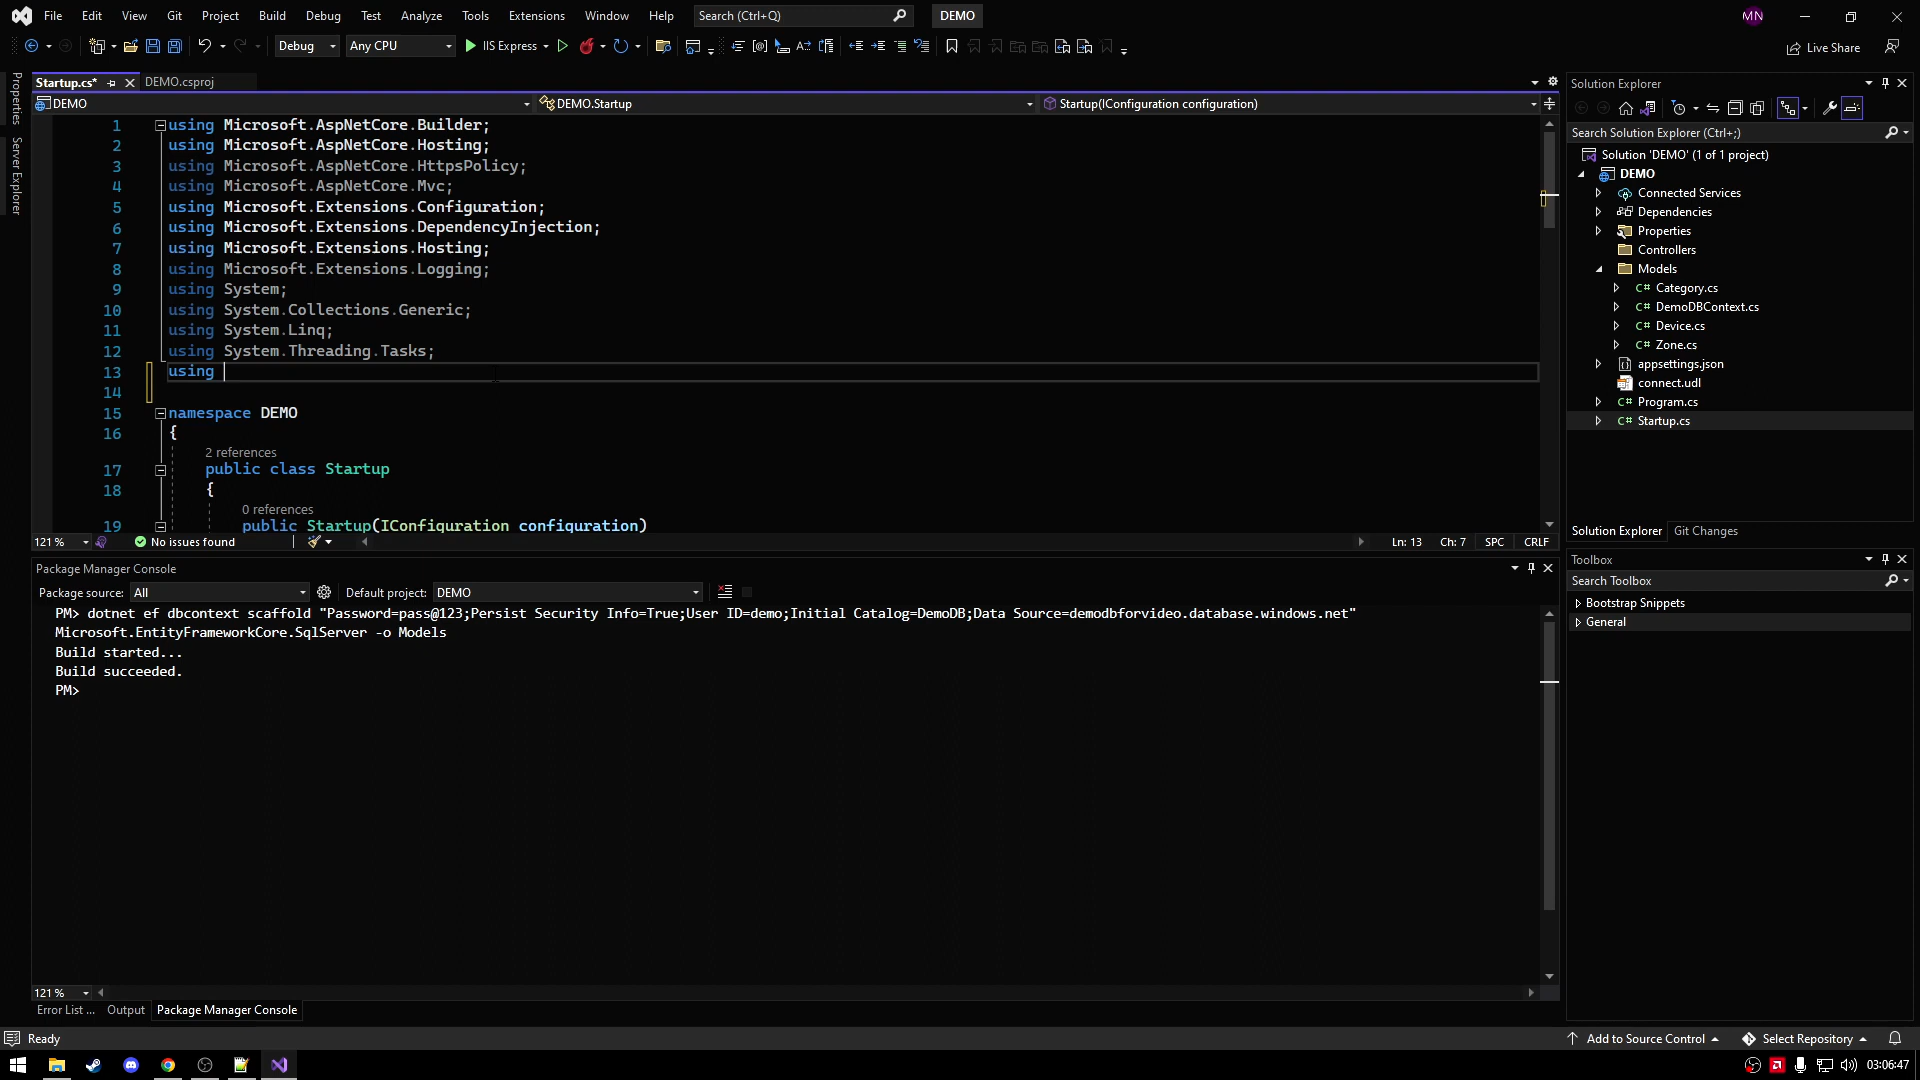 File Edit View Git Project Build Debug Test Analyze Tools Extensions Window Help Search (Ctrl+Q) DEMO MN
Debug Any CPU IIS Express Live Share
Properties
Server Explorer
Startup.cs* DEMO.csproj
DEMO DEMO.Startup Startup(IConfiguration configuration)
1 using Microsoft.AspNetCore.Builder;
2 using Microsoft.AspNetCore.Hosting;
3 using Microsoft.AspNetCore.HttpsPolicy;
4 using Microsoft.AspNetCore.Mvc;
5 using Microsoft.Extensions.Configuration;
6 using Microsoft.Extensions.DependencyInjection;
7 using Microsoft.Extensions.Hosting;
8 using Microsoft.Extensions.Logging;
9 using System;
10 using System.Collections.Generic;
11 using System.Linq;
12 using System.Threading.Tasks;
13 using
14
15 namespace DEMO
16 {
2 references
17 public class Startup
18 {
0 references
19 public Startup(IConfiguration configuration)
121 % No issues found Ln: 13 Ch: 7 SPC CRLF
Package Manager Console
Package source: All Default project: DEMO
PM> dotnet ef dbcontext scaffold "Password=pass@123;Persist Security Info=True;User ID=demo;Initial Catalog=DemoDB;Data Source=demodbforvideo.database.windows.net"
Microsoft.EntityFrameworkCore.SqlServer -o Models
Build started...
Build succeeded.
PM>
121 %
Error List ... Output Package Manager Console
Solution Explorer
Search Solution Explorer (Ctrl+;)
Solution 'DEMO' (1 of 1 project)
DEMO
Connected Services
Dependencies
Properties
Controllers
Models
C# Category.cs
C# DemoDBContext.cs
C# Device.cs
C# Zone.cs
appsettings.json
connect.udl
C# Program.cs
C# Startup.cs
Solution Explorer Git Changes
Toolbox
Search Toolbox
Bootstrap Snippets
General
Ready Add to Source Control Select Repository
03:06:47